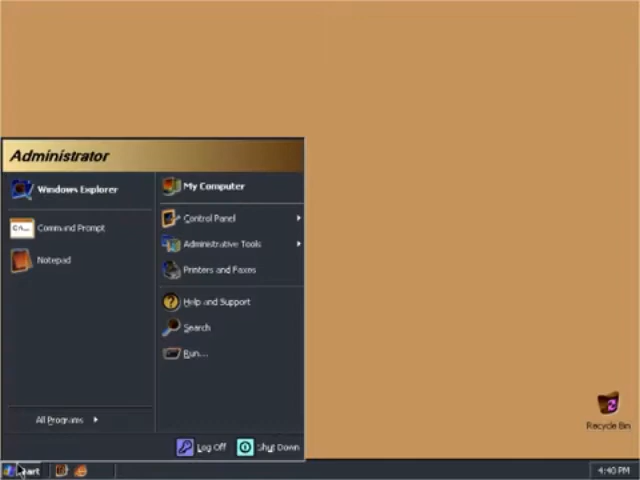 Administrator
Windows Explorer
My Computer
Command Prompt
Control Panel
Notepad
Administrative Tools
Printers and Faxes
Help and Support
Search
Run...
All Programs
Log Off
Shut Down
Recycle Bin
start
4:40 PM